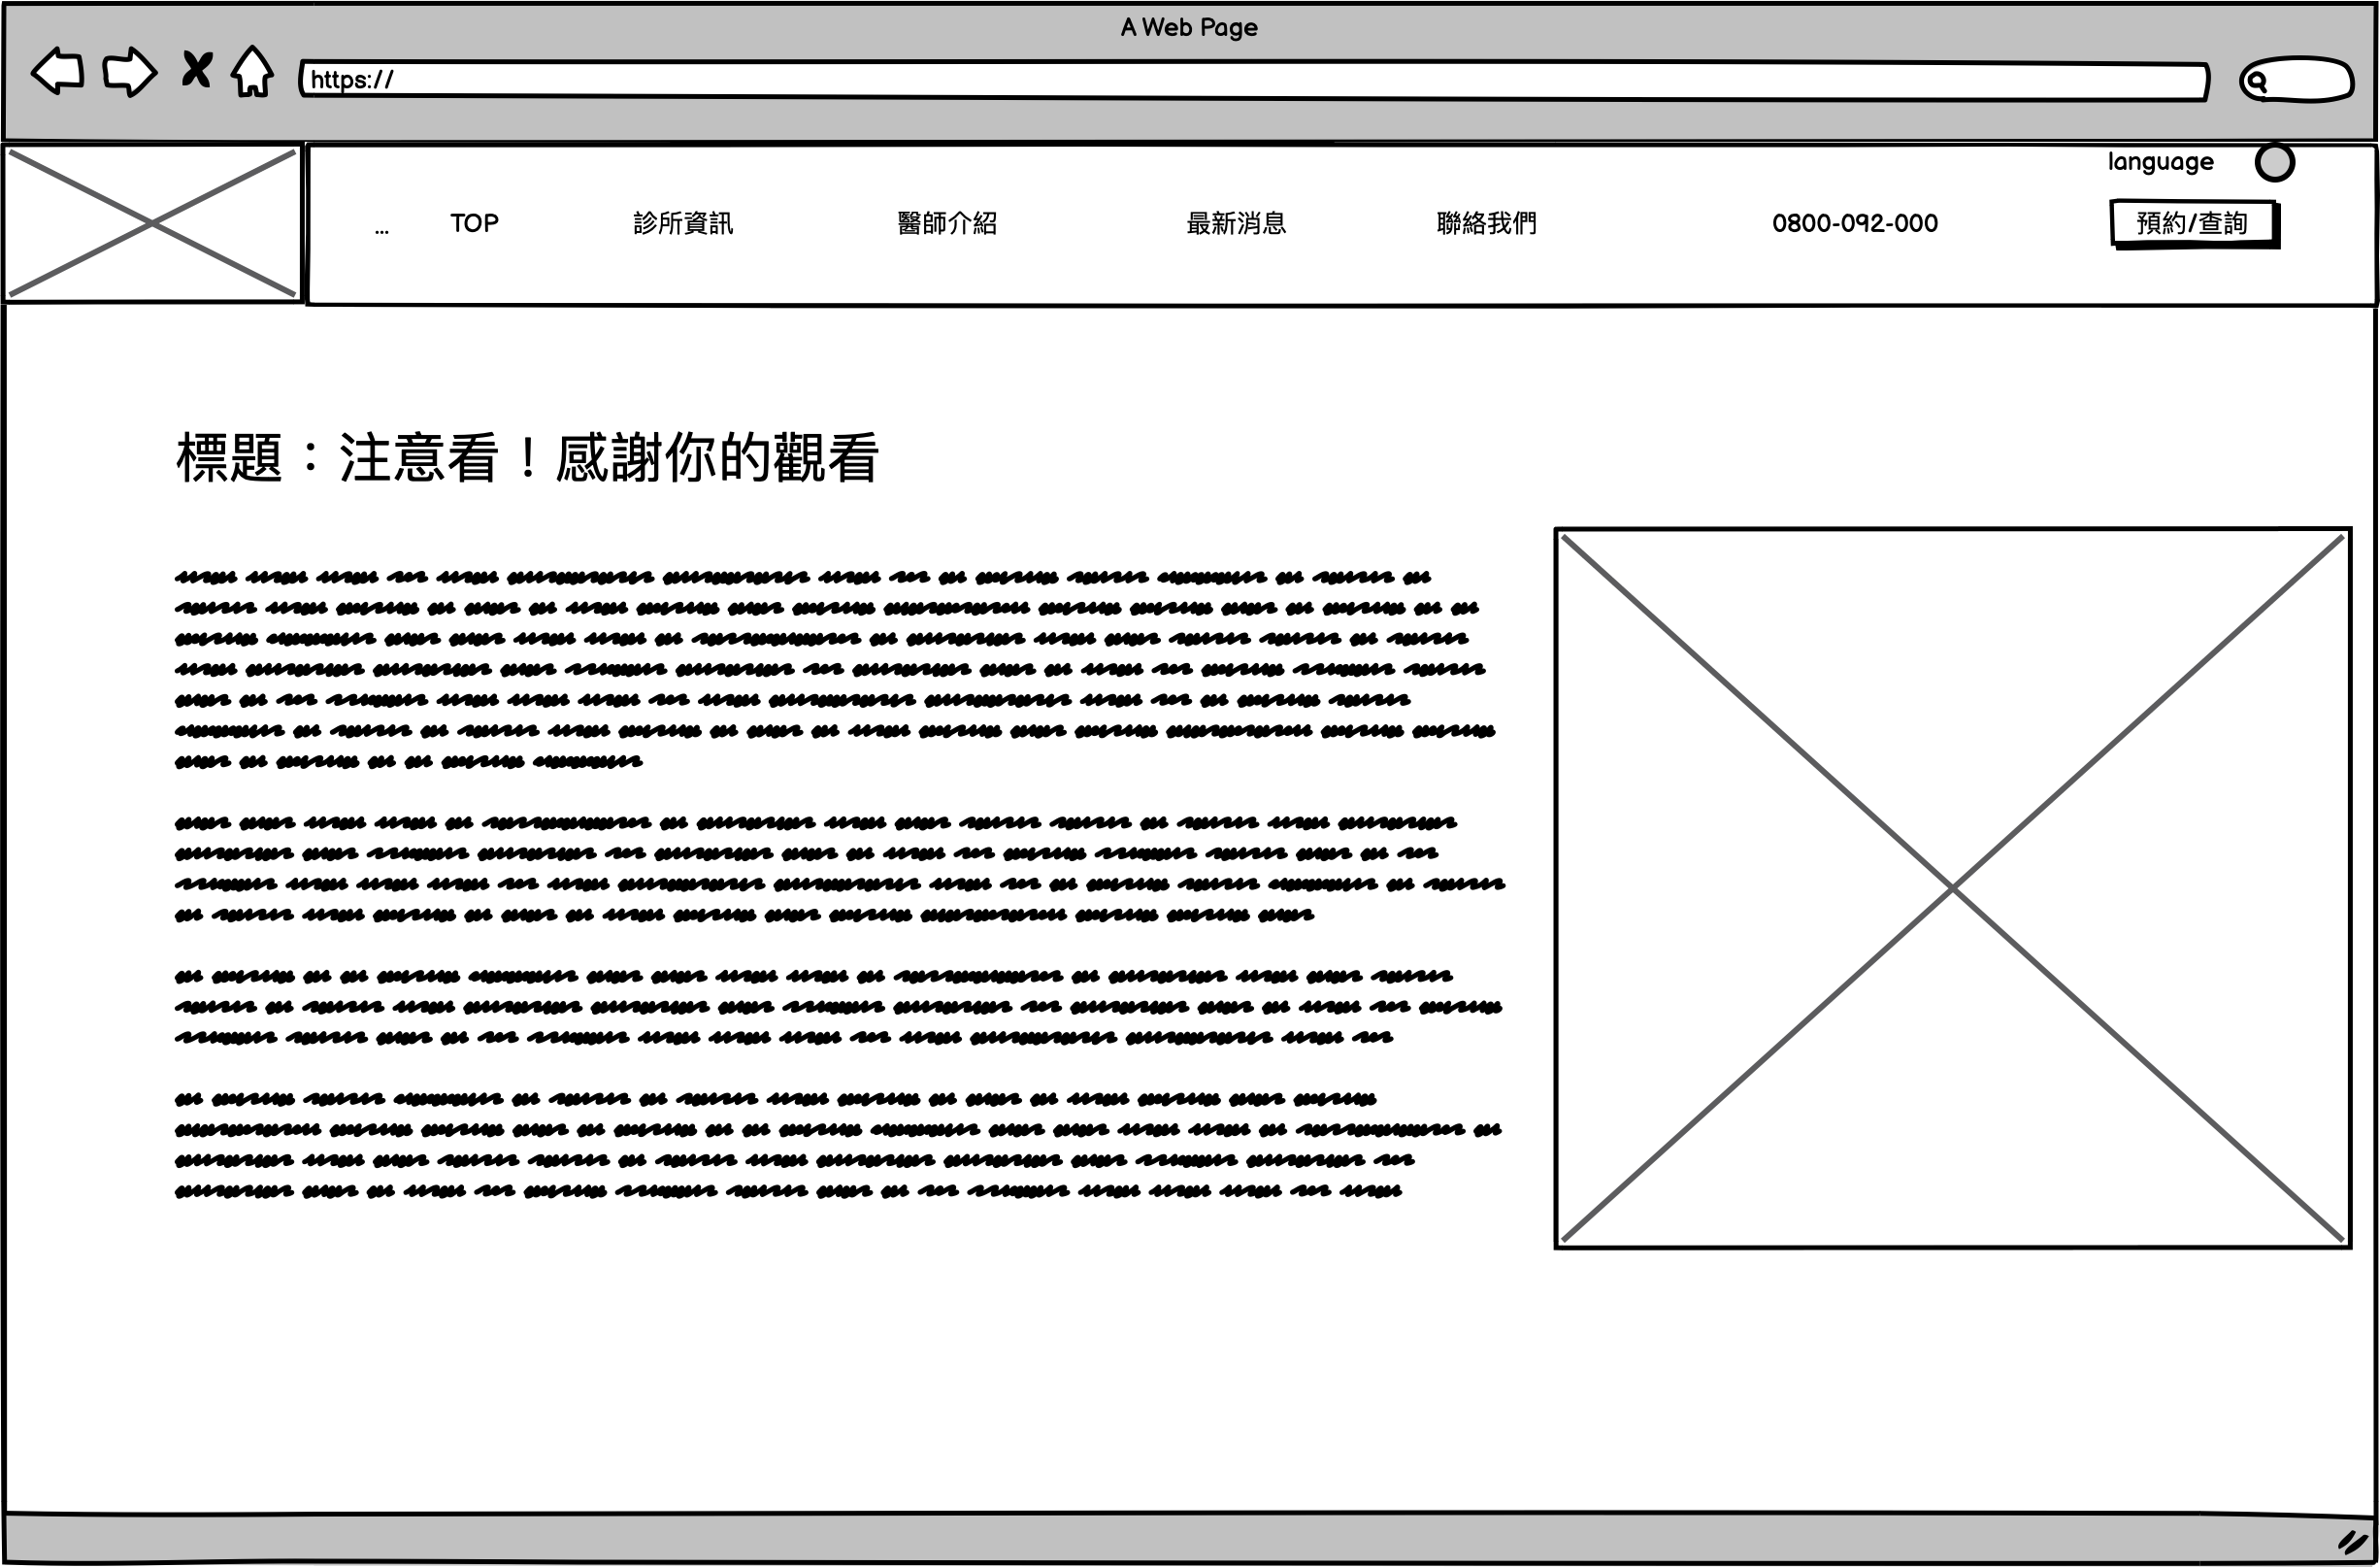 A Web Page
https://
language
... TOP 診所資訊 醫師介紹 最新消息 聯絡我們 0800-092-000 預約/查詢
標題：注意看！感謝你的觀看